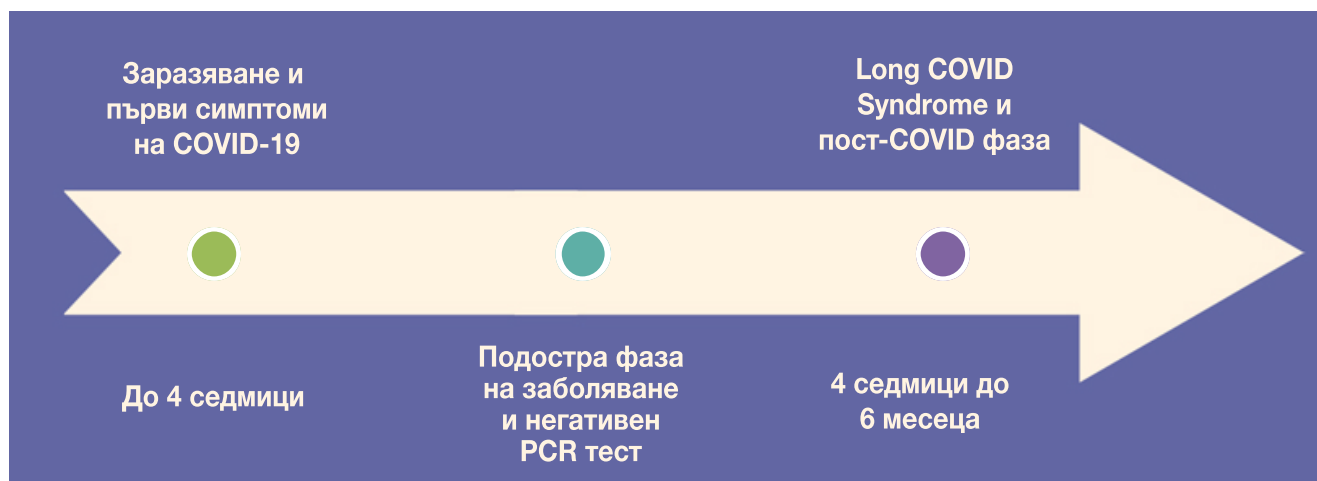 Заразяване и
първи симптоми
на COVID-19
До 4 седмици
Подостра фаза
на заболяване
и негативен
PCR тест
Long COVID
Syndrome и
пост-COVID фаза
4 седмици до
6 месеца